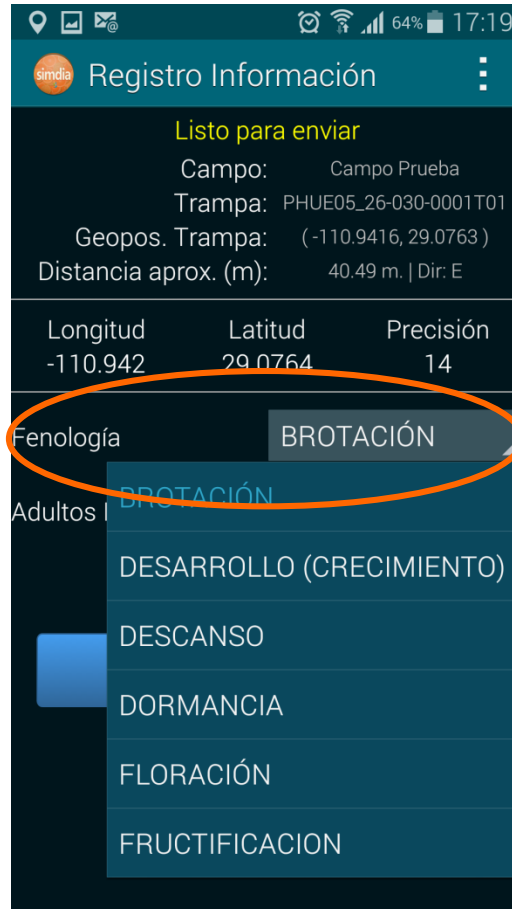 64% 17:19
simdia Registro Información
Listo para enviar
Campo: Campo Prueba
Trampa: PHUE05_26-030-0001T01
Geopos. Trampa: ( -110.9416, 29.0763 )
Distancia aprox. (m): 40.49 m. | Dir: E
Longitud Latitud Precisión
-110.942 29.0764 14
Fenología BROTACIÓN
Adultos
BROTACIÓN
DESARROLLO (CRECIMIENTO)
DESCANSO
DORMANCIA
FLORACIÓN
FRUCTIFICACION